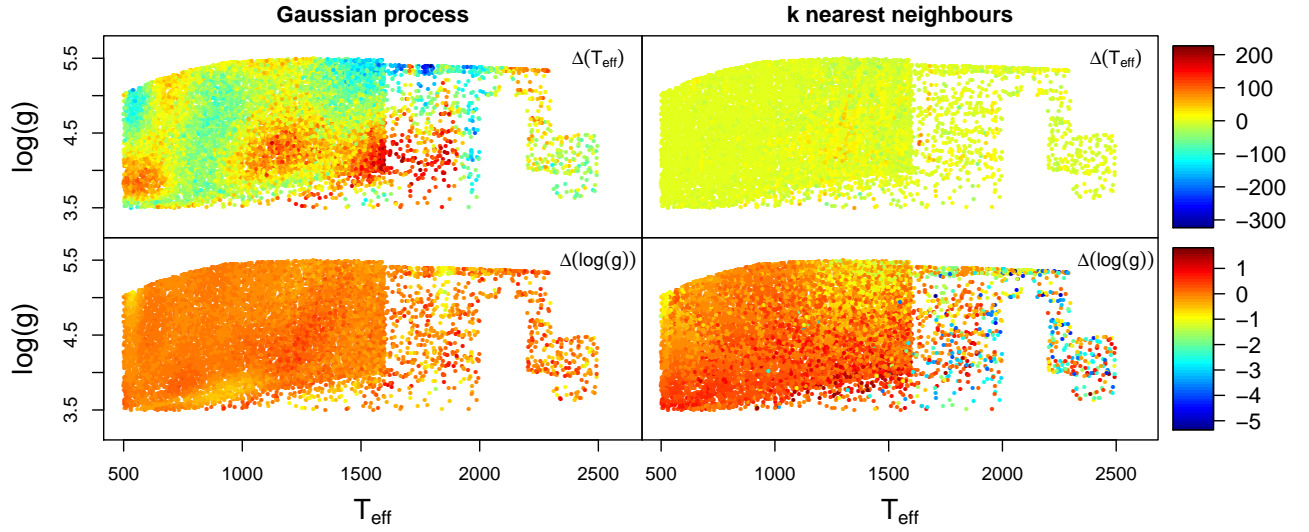 Gaussian process k nearest neighbours
5.5 Δ(T_eff) Δ(T_eff) 200
100
log(g) 4.5 0
−100
−200
3.5 −300
5.5 Δ(log(g)) Δ(log(g)) 1
0
−1
log(g) 4.5 −2
−3
−4
3.5 −5
500 1000 1500 2000 2500 500 1000 1500 2000 2500
T_eff T_eff